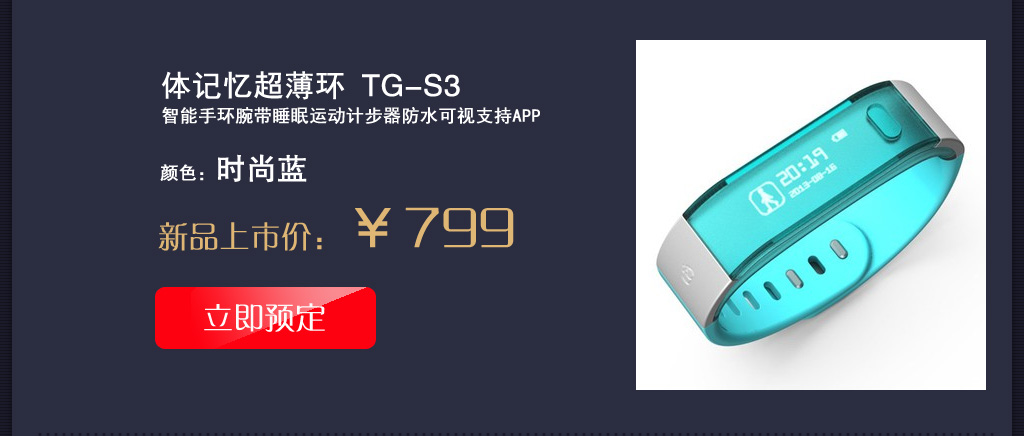 体记忆超薄环 TG-S3
智能手环腕带睡眠运动计步器防水可视支持APP
颜色：时尚蓝
新品上市价：￥799
立即预定
20:19
2013-08-16